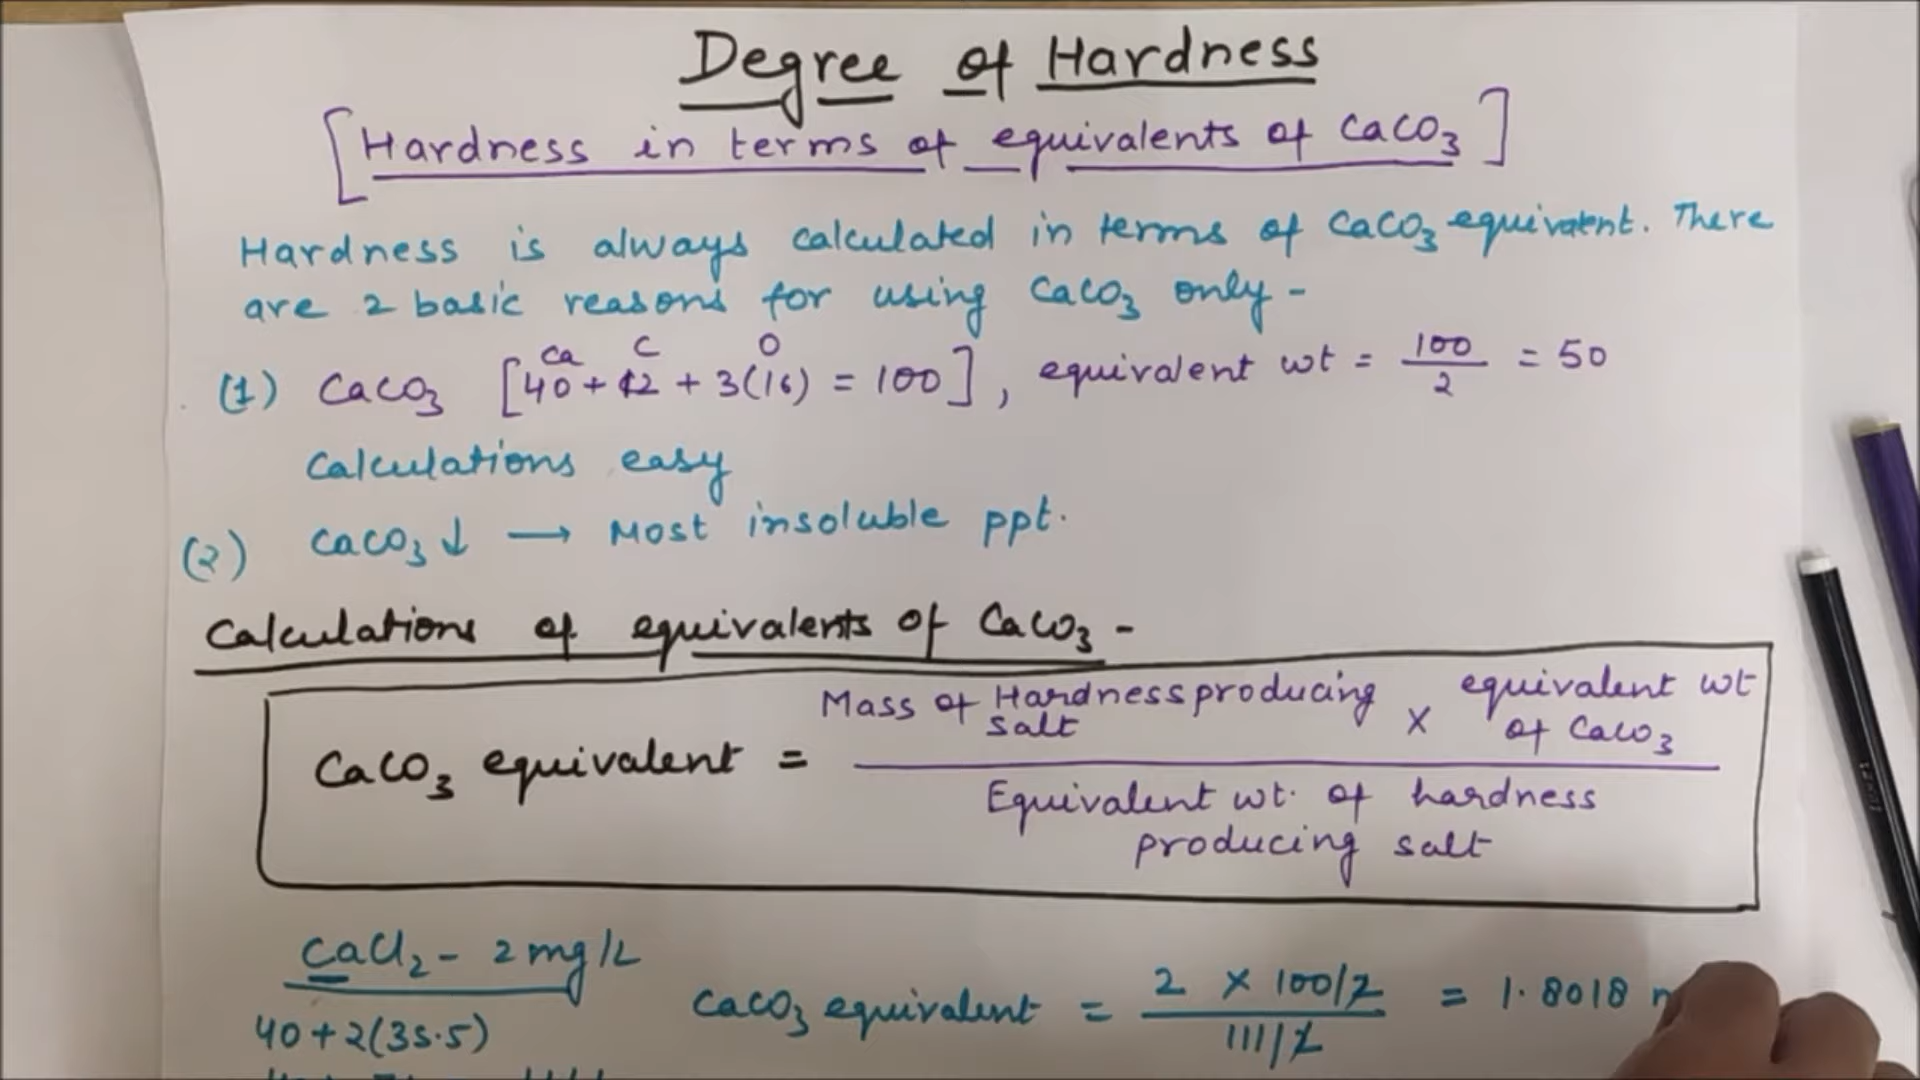 Degree of Hardness
[Hardness in terms of equivalents of CaCO3]
Hardness is always calculated in terms of CaCO3 equivalent. There
are 2 basic reasons for using CaCO3 only -
Ca C O
(1) CaCO3 [40 + 12 + 3(16) = 100], equivalent wt = 100/2 = 50
Calculations easy
(2) CaCO3↓ → Most insoluble ppt.
Calculations of equivalents of CaCO3 -
CaCO3 equivalent = Mass of Hardness producing salt × equivalent wt of CaCO3
Equivalent wt. of hardness
producing salt
CaCl2 - 2 mg/L
CaCO3 equivalent = 2 × 100/2 = 1.8018
111/2
40+2(35.5)